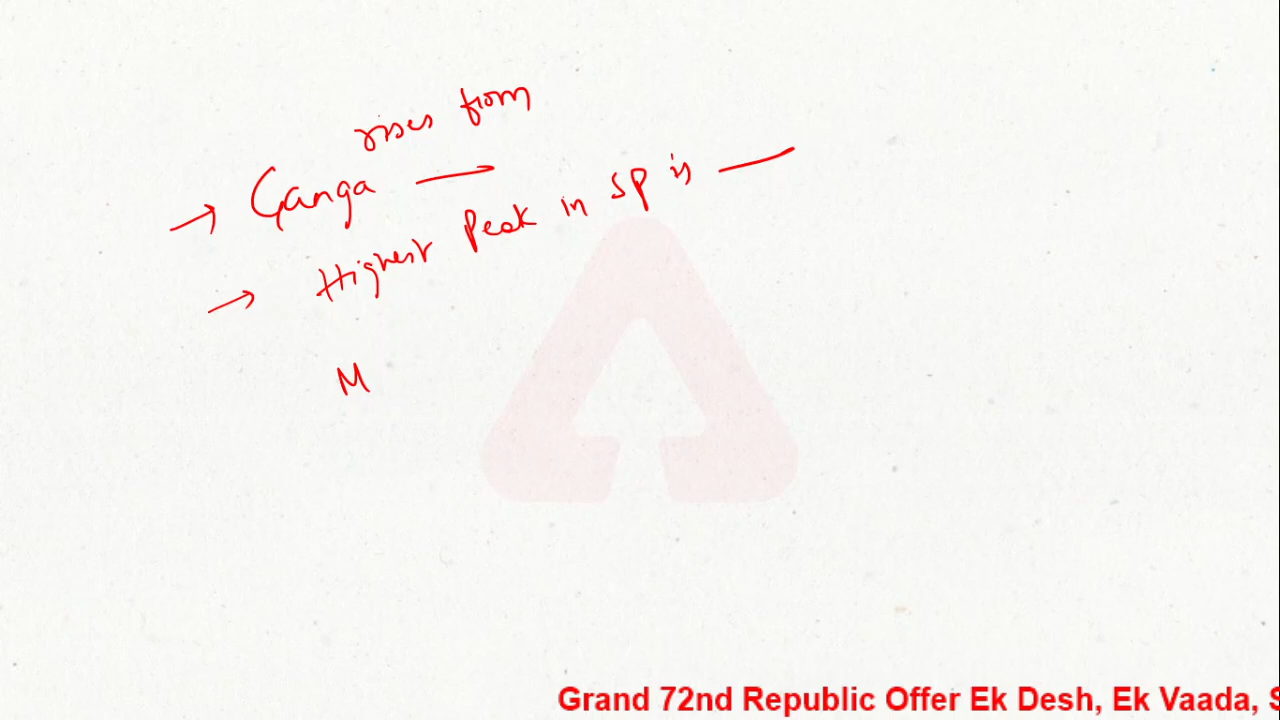 rises from
→ Ganga ⟶
→ Highest Peak in SP is —
M
Grand 72nd Republic Offer Ek Desh, Ek Vaada, S